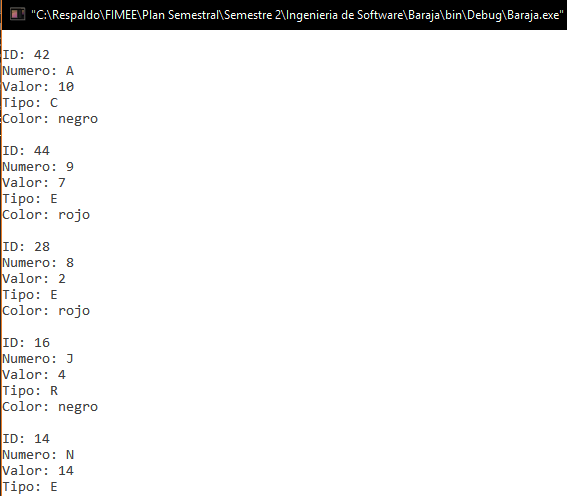 "C:\Respaldo\FIMEE\Plan Semestral\Semestre 2\Ingenieria de Software\Baraja\bin\Debug\Baraja.exe"
ID: 42
Numero: A
Valor: 10
Tipo: C
Color: negro
ID: 44
Numero: 9
Valor: 7
Tipo: E
Color: rojo
ID: 28
Numero: 8
Valor: 2
Tipo: E
Color: rojo
ID: 16
Numero: J
Valor: 4
Tipo: R
Color: negro
ID: 14
Numero: N
Valor: 14
Tipo: E